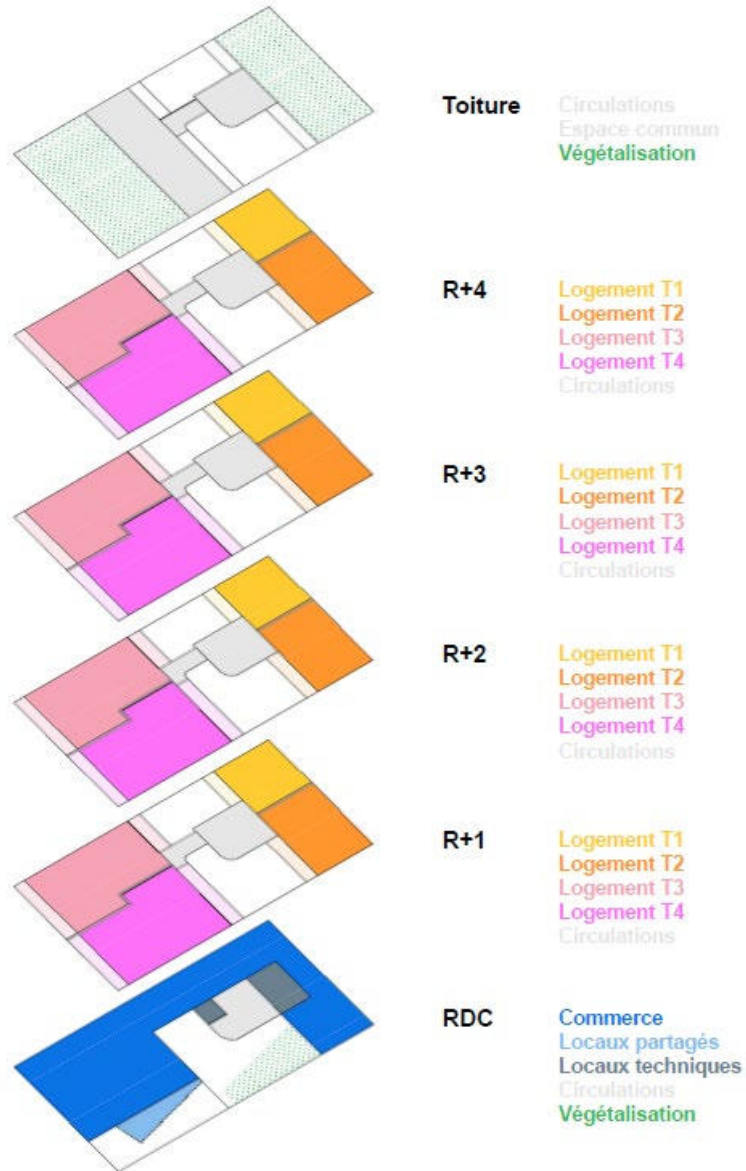 Toiture
Circulations
Espace commun
Végétalisation
R+4
Logement T1
Logement T2
Logement T3
Logement T4
Circulations
R+3
Logement T1
Logement T2
Logement T3
Logement T4
Circulations
R+2
Logement T1
Logement T2
Logement T3
Logement T4
Circulations
R+1
Logement T1
Logement T2
Logement T3
Logement T4
Circulations
RDC
Commerce
Locaux partagés
Locaux techniques
Circulations
Végétalisation